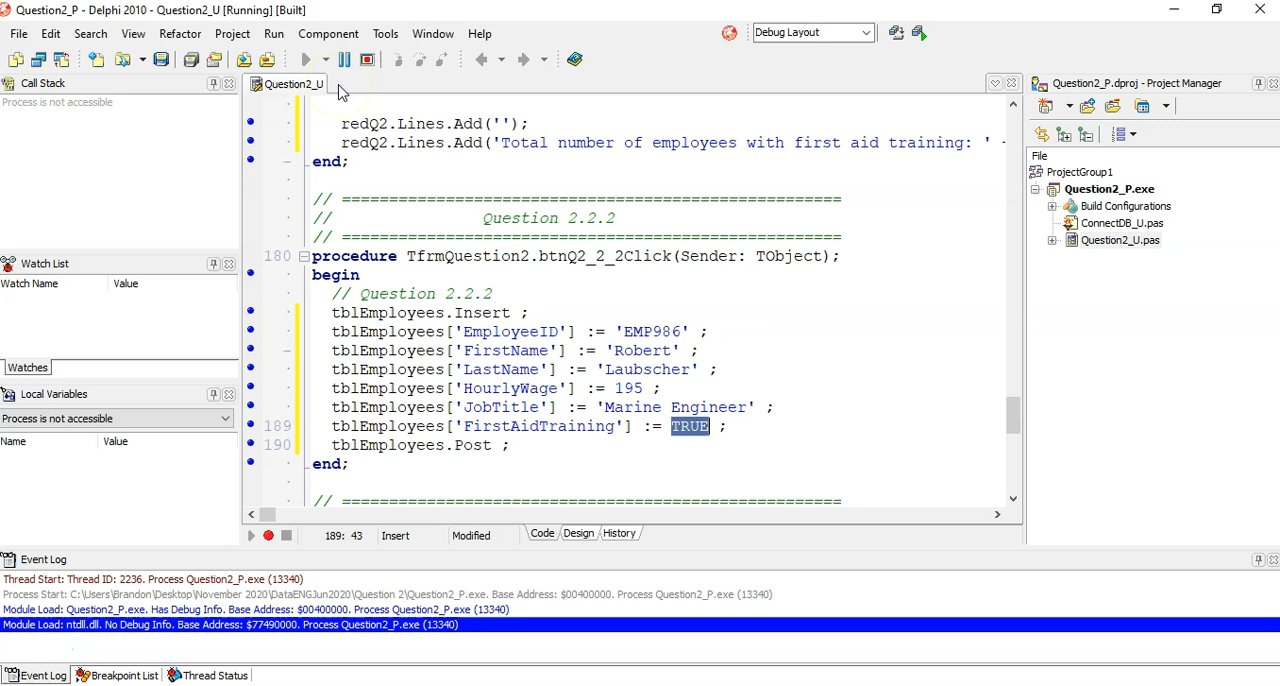 Question2_P - Delphi 2010 - Question2_U [Running] [Built]
File Edit Search View Refactor Project Run Component Tools Window Help
Debug Layout
Call Stack
Process is not accessible
Question2_U
Question2_P.dproj - Project Manager
File
ProjectGroup1
Question2_P.exe
Build Configurations
ConnectDB_U.pas
Question2_U.pas
redQ2.Lines.Add('');
redQ2.Lines.Add('Total number of employees with first aid training: ' +
end;
// =====================================================
// Question 2.2.2
// =====================================================
180 procedure TfrmQuestion2.btnQ2_2_2Click(Sender: TObject);
begin
// Question 2.2.2
tblEmployees.Insert ;
tblEmployees['EmployeeID'] := 'EMP986' ;
tblEmployees['FirstName'] := 'Robert' ;
tblEmployees['LastName'] := 'Laubscher' ;
tblEmployees['HourlyWage'] := 195 ;
tblEmployees['JobTitle'] := 'Marine Engineer' ;
189 tblEmployees['FirstAidTraining'] := TRUE ;
190 tblEmployees.Post ;
end;
// =====================================================
Watch List
Watch Name Value
Watches
Local Variables
Process is not accessible
Name Value
189: 43 Insert Modified Code Design History
Event Log
Thread Start: Thread ID: 2236. Process Question2_P.exe (13340)
Process Start: C:\Users\Brandon\Desktop\November 2020\DataENGJun2020\Question 2\Question2_P.exe. Base Address: $00400000. Process Question2_P.exe (13340)
Module Load: Question2_P.exe. Has Debug Info. Base Address: $00400000. Process Question2_P.exe (13340)
Module Load: ntdll.dll. No Debug Info. Base Address: $77490000. Process Question2_P.exe (13340)
Event Log Breakpoint List Thread Status